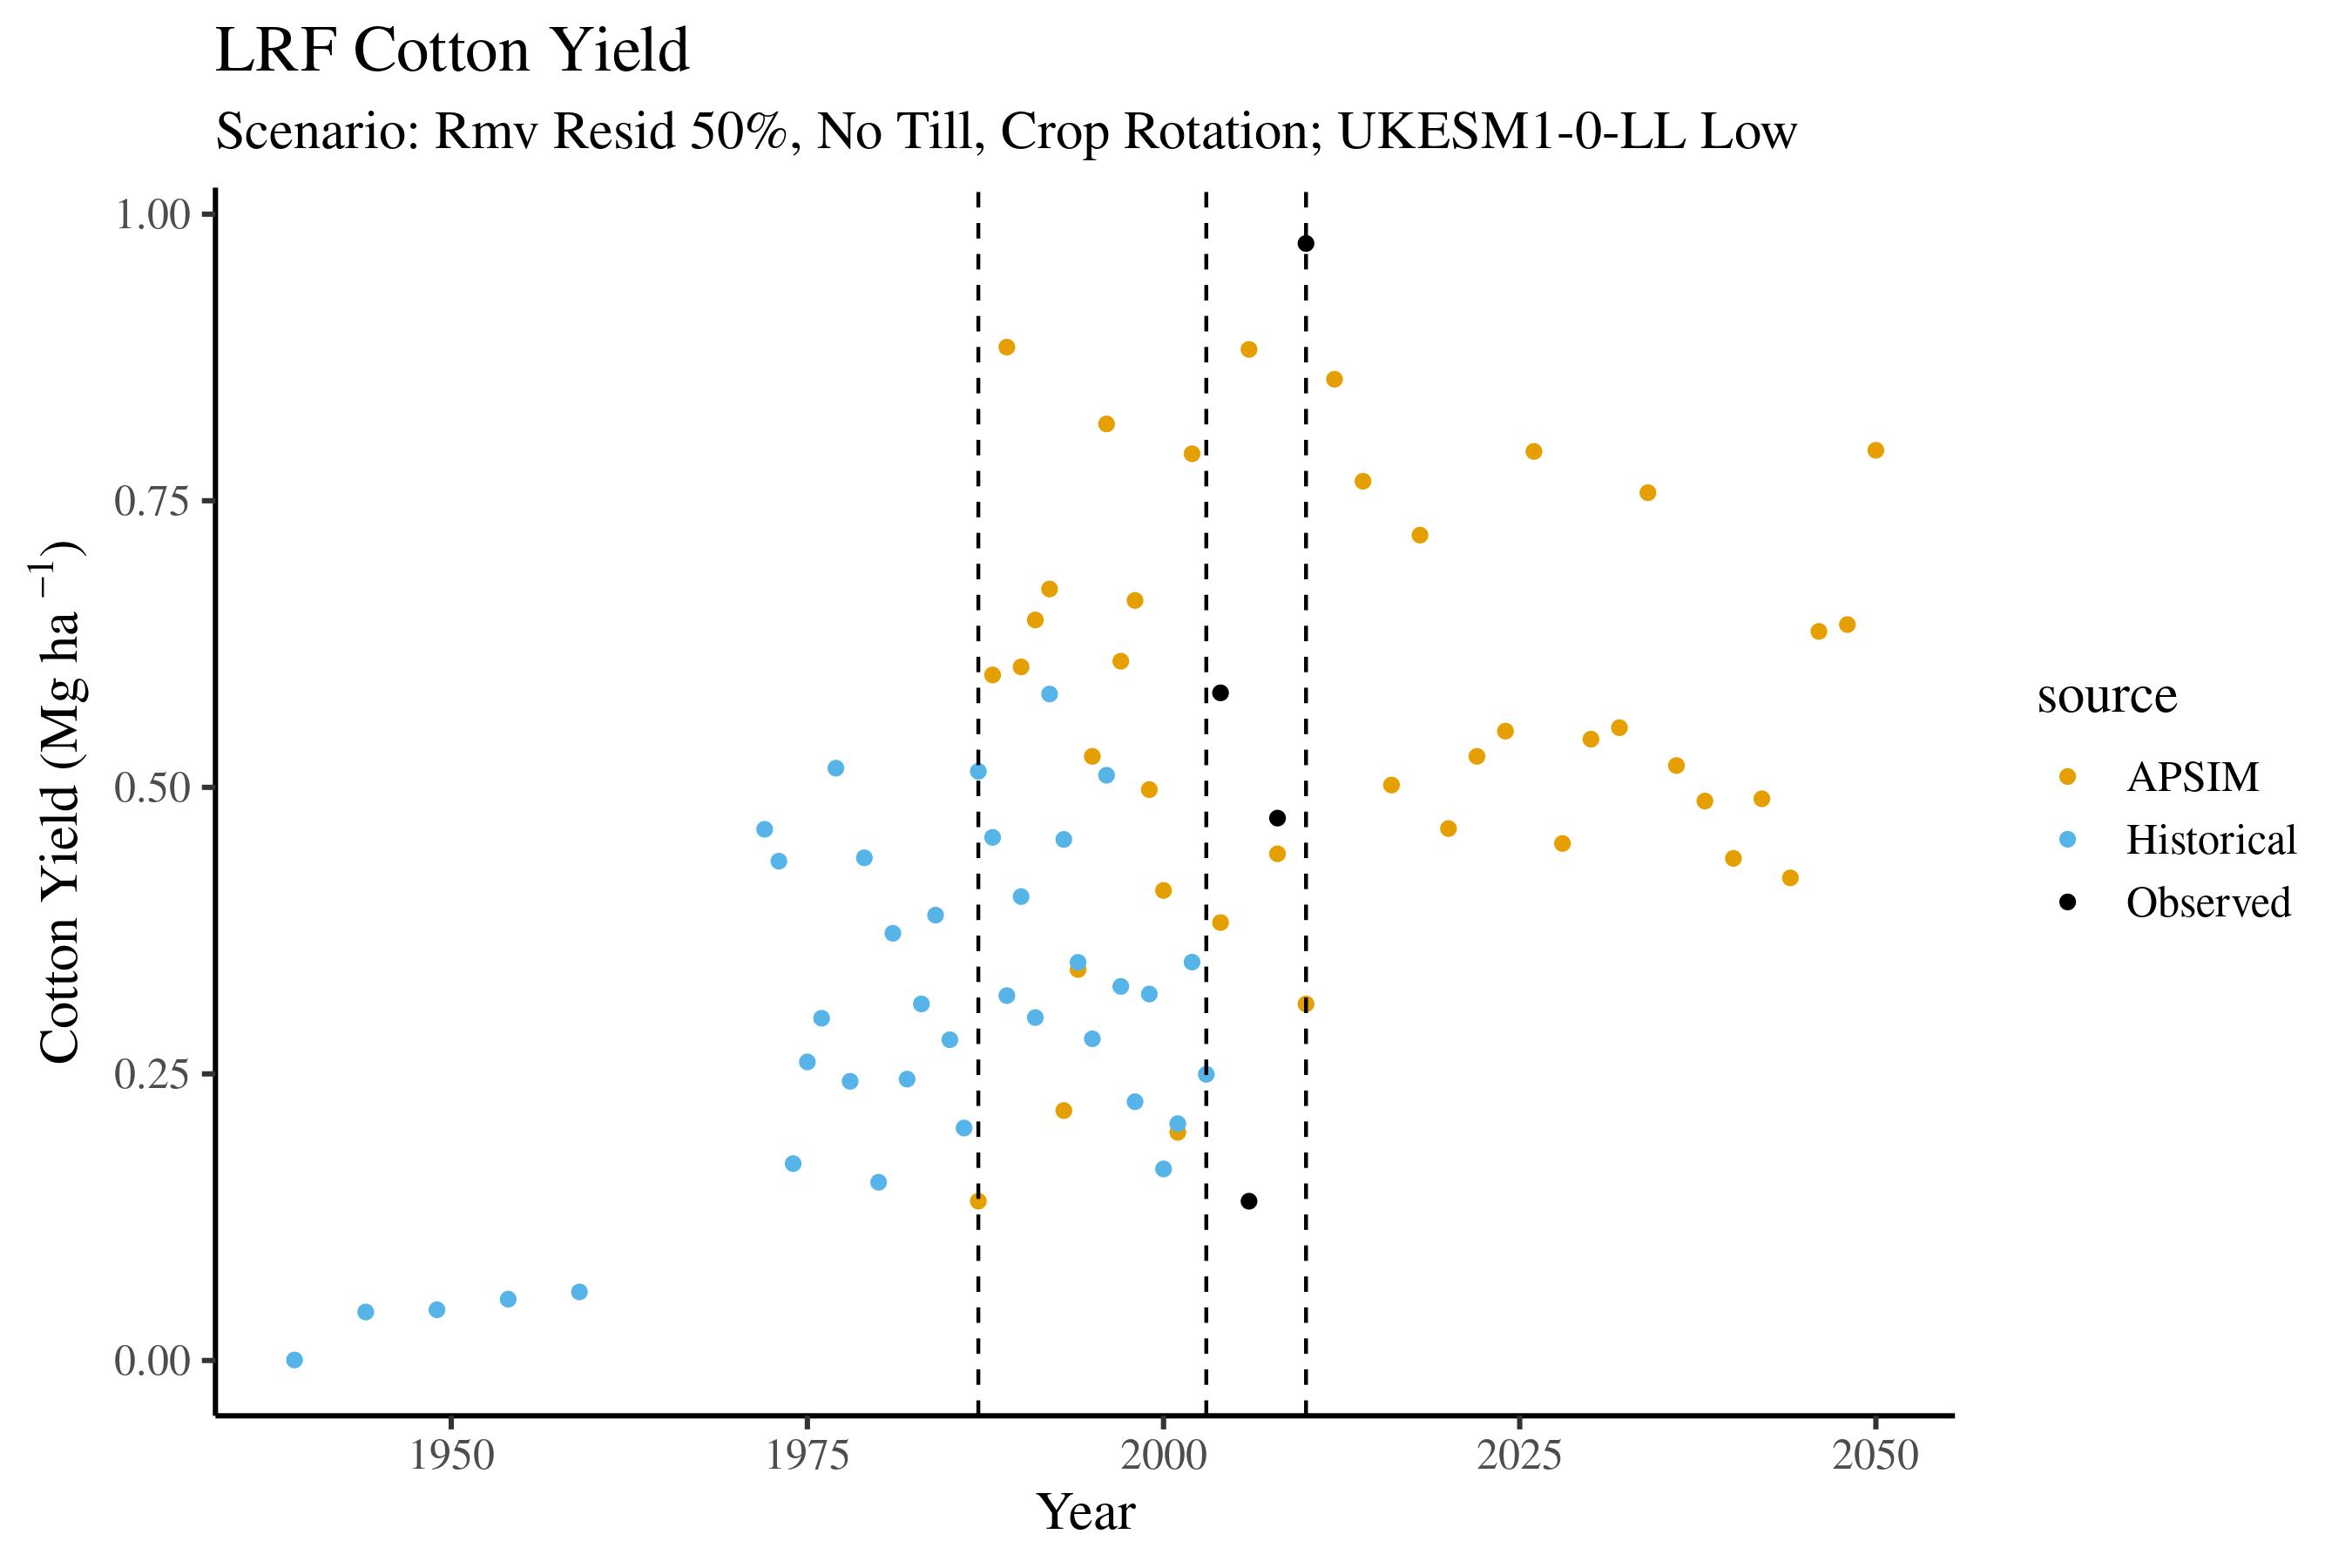 LRF Cotton Yield
Scenario: Rmv Resid 50%, No Till, Crop Rotation; UKESM1-0-LL Low
Cotton Yield (Mg ha −1)
1.00
0.75
0.50
0.25
0.00
1950 1975 2000 2025 2050
Year
source
APSIM
Historical
Observed